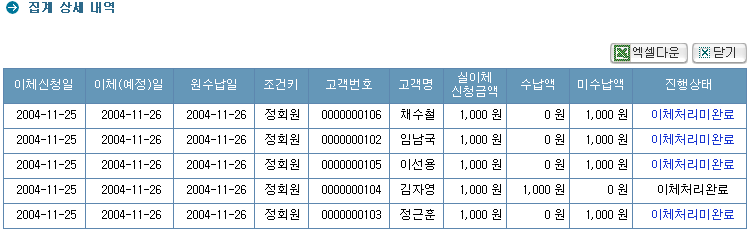 집계 상세 내역
엑셀다운 닫기
이체신청일 이체(예정)일 원수납일 조건키 고객번호 고객명 실이체 신청금액 수납액 미수납액 진행상태
2004-11-25 2004-11-26 2004-11-26 정회원 0000000106 채수철 1,000 원 0 원 1,000 원 이체처리미완료
2004-11-25 2004-11-26 2004-11-26 정회원 0000000102 임남국 1,000 원 0 원 1,000 원 이체처리미완료
2004-11-25 2004-11-26 2004-11-26 정회원 0000000105 이선용 1,000 원 0 원 1,000 원 이체처리미완료
2004-11-25 2004-11-26 2004-11-26 정회원 0000000104 김자영 1,000 원 1,000 원 0 원 이체처리완료
2004-11-25 2004-11-26 2004-11-26 정회원 0000000103 정근훈 1,000 원 0 원 1,000 원 이체처리미완료